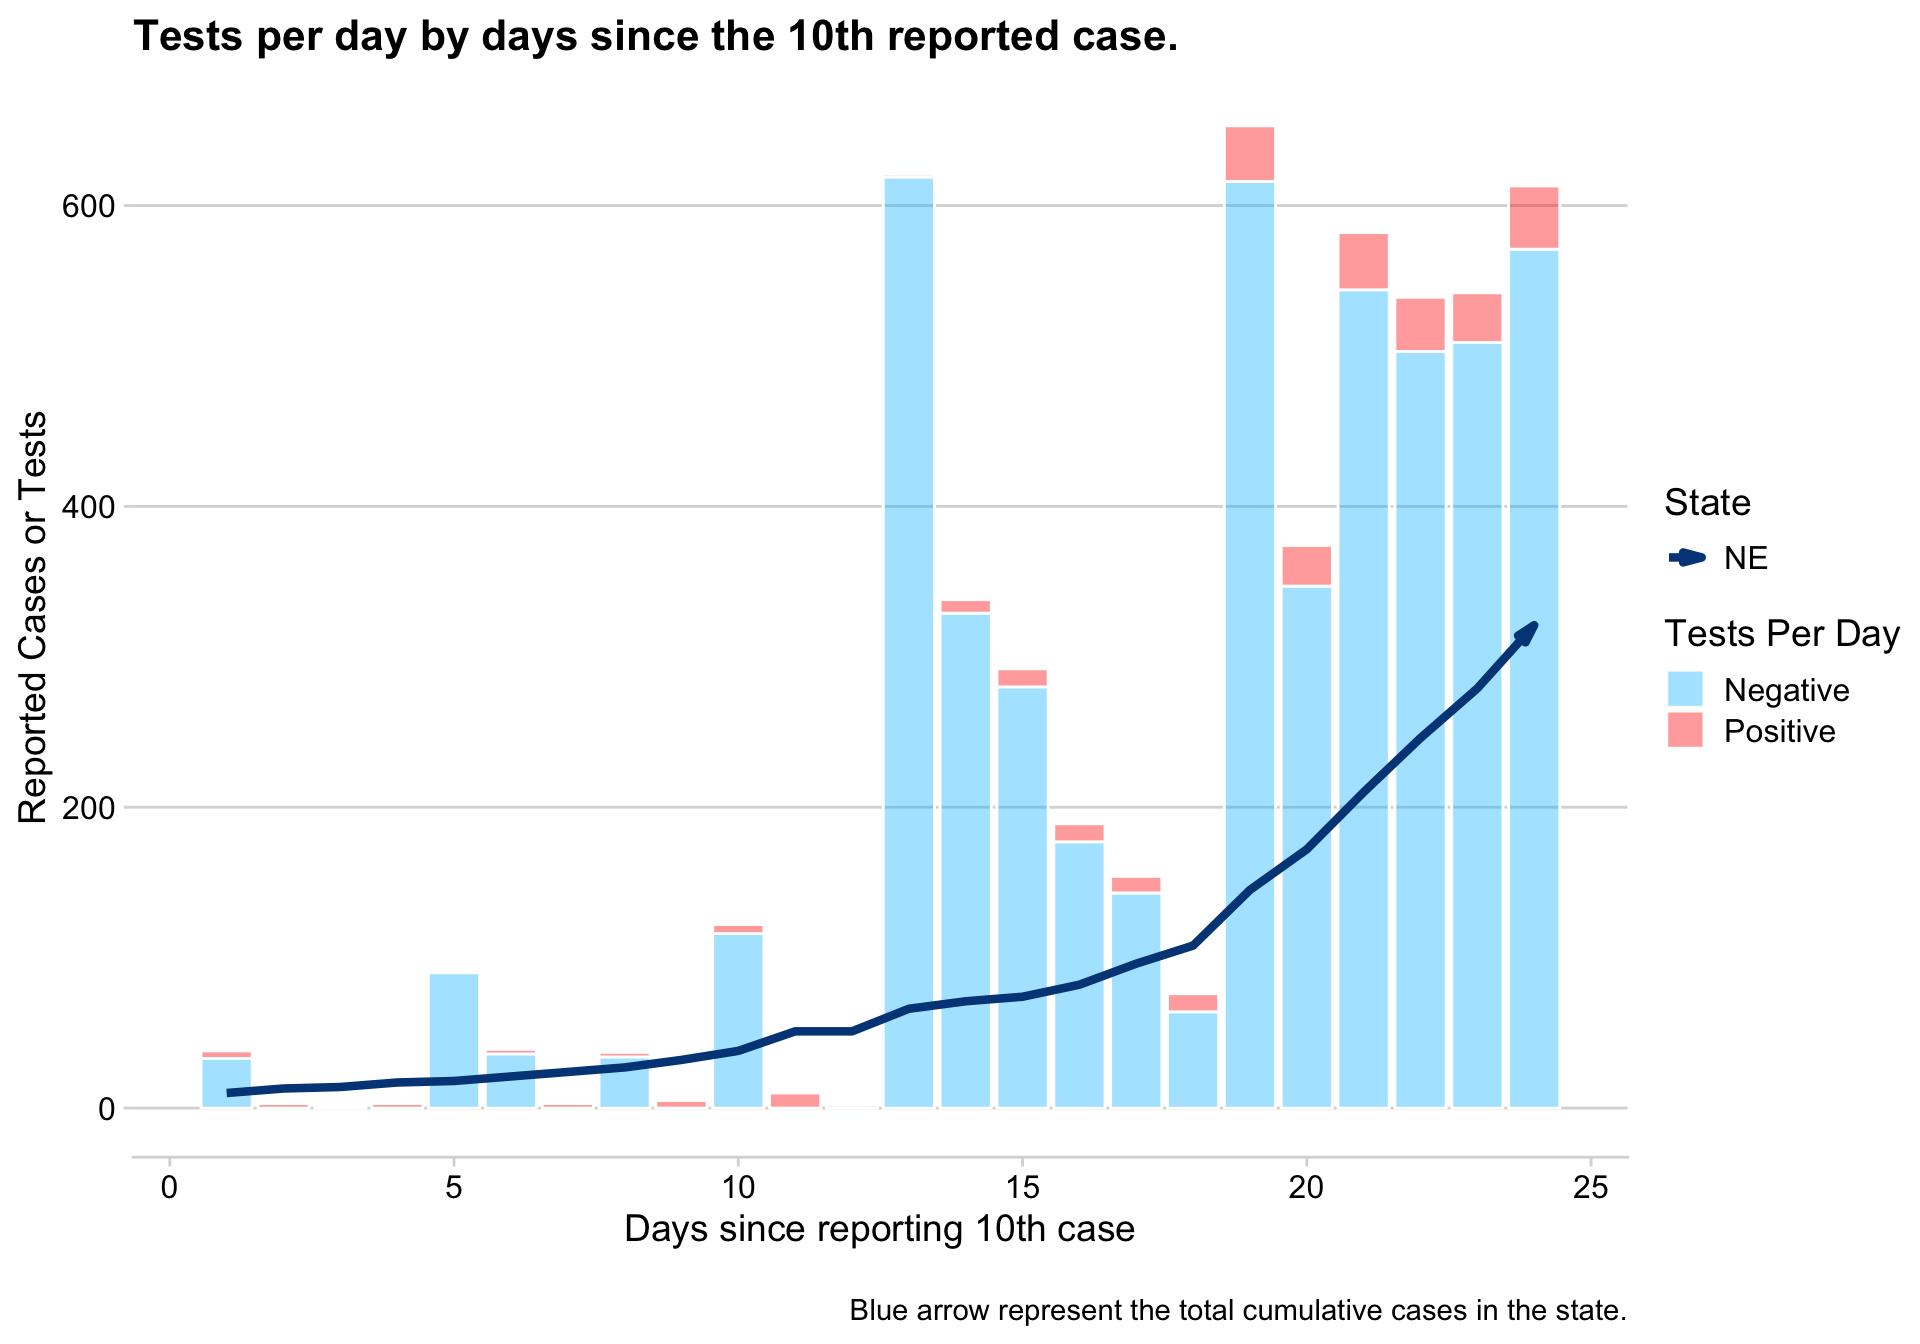 Tests per day by days since the 10th reported case.
600
400
200
0
Reported Cases or Tests
0 5 10 15 20 25
Days since reporting 10th case
State
NE
Tests Per Day
Negative
Positive
Blue arrow represent the total cumulative cases in the state.